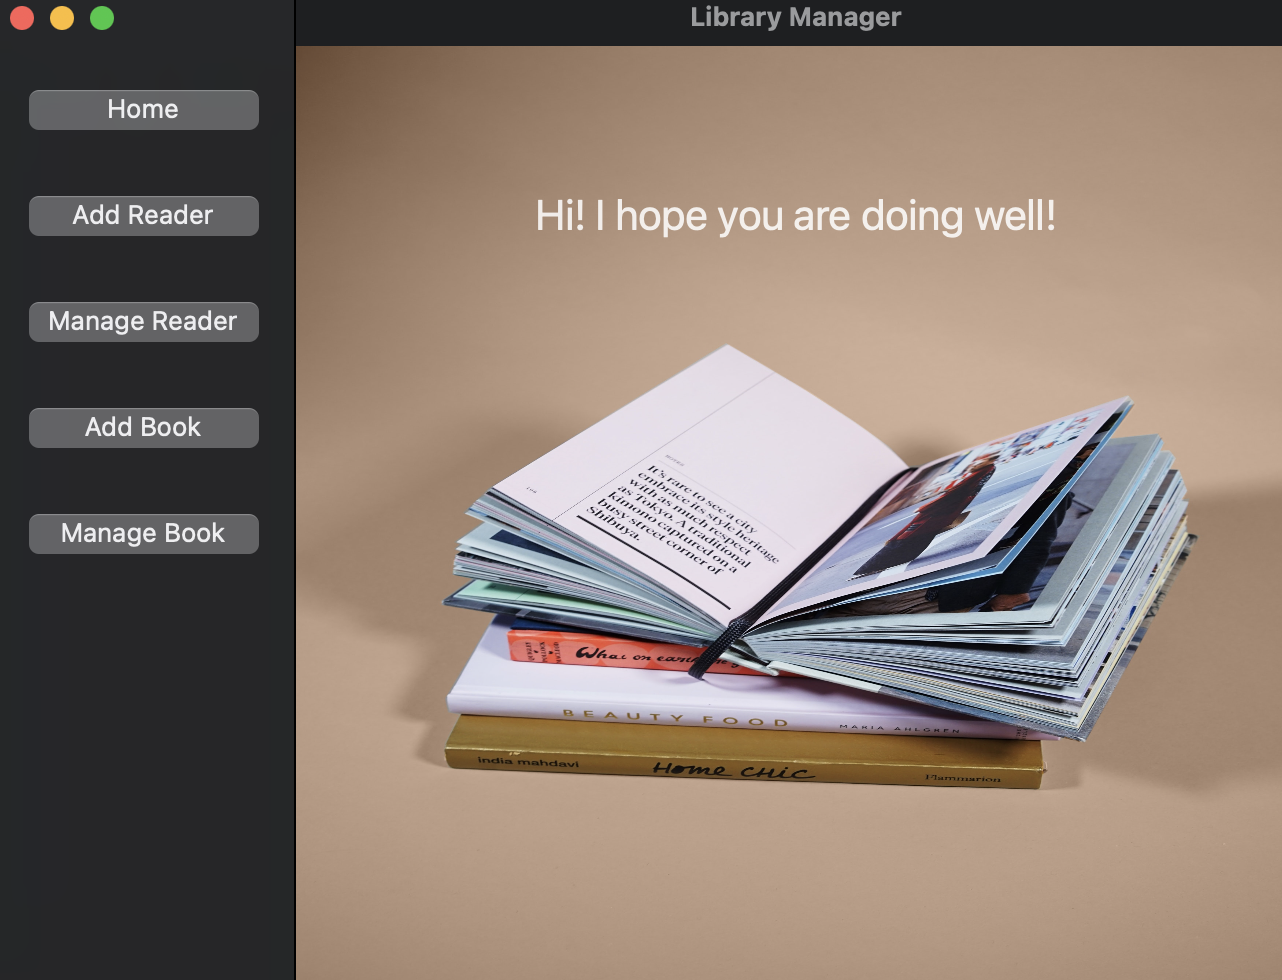 Library Manager
Home
Add Reader
Manage Reader
Add Book
Manage Book
Hi! I hope you are doing well!
It's rare to see a city
embrace its style heritage
with as much respect
as Tokyo. A traditional
kimono captured on a
busy street corner of
Shibuya.
What on earth
BEAUTY FOOD
MARIA AHLGREN
india mahdavi
Home CHIC
Flammarion